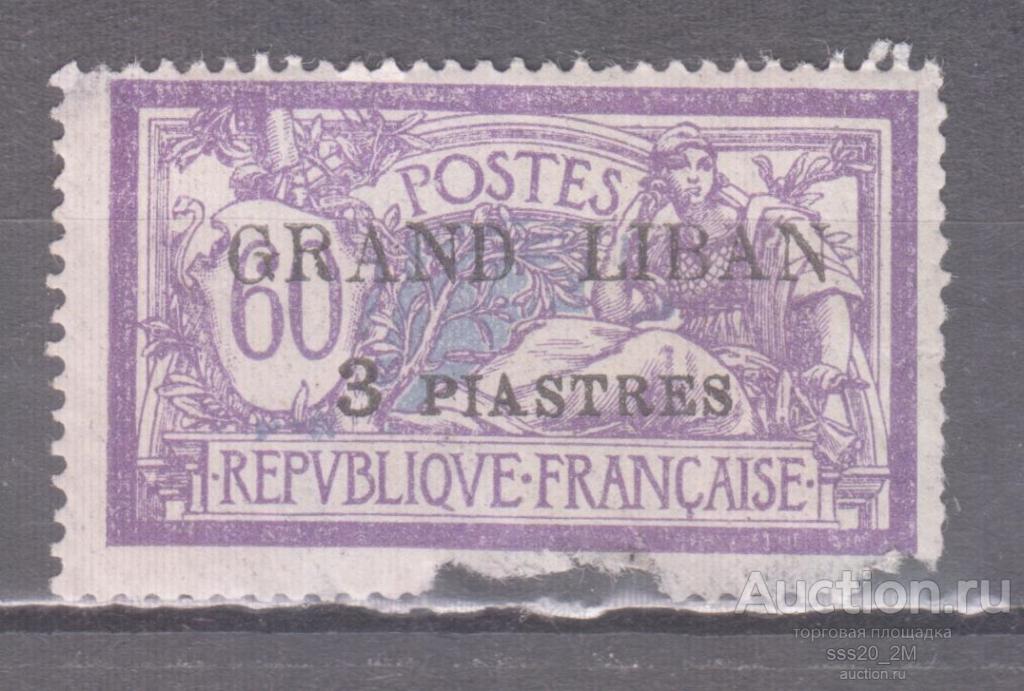 POSTES
GRAND LIBAN
60
3 PIASTRES
·REPVBLIQVE·FRANÇAISE·
Auction.ru
торговая площадка
sss20_2M
auction.ru